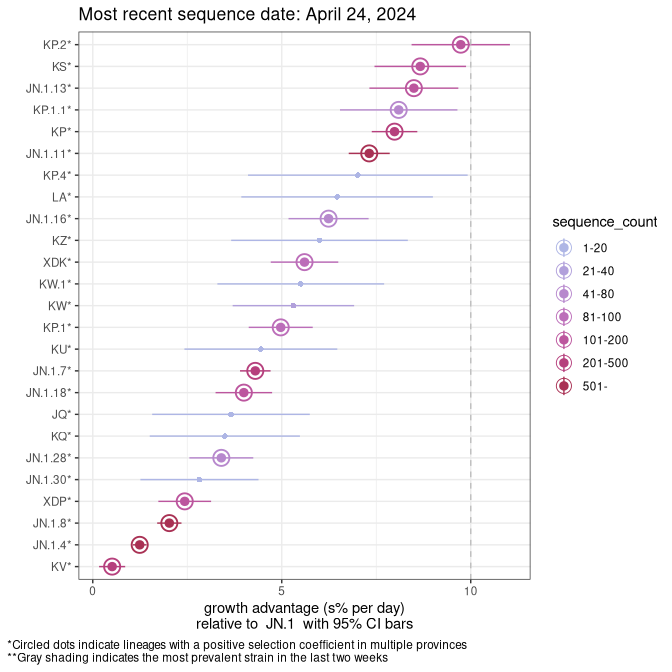 Most recent sequence date: April 24, 2024
KP.2*
KS*
JN.1.13*
KP.1.1*
KP*
JN.1.11*
KP.4*
LA*
JN.1.16*
KZ*
XDK*
KW.1*
KW*
KP.1*
KU*
JN.1.7*
JN.1.18*
JQ*
KQ*
JN.1.28*
JN.1.30*
XDP*
JN.1.8*
JN.1.4*
KV*
0 5 10
growth advantage (s% per day)
relative to JN.1 with 95% CI bars
sequence_count
1-20
21-40
41-80
81-100
101-200
201-500
501-
*Circled dots indicate lineages with a positive selection coefficient in multiple provinces
**Gray shading indicates the most prevalent strain in the last two weeks